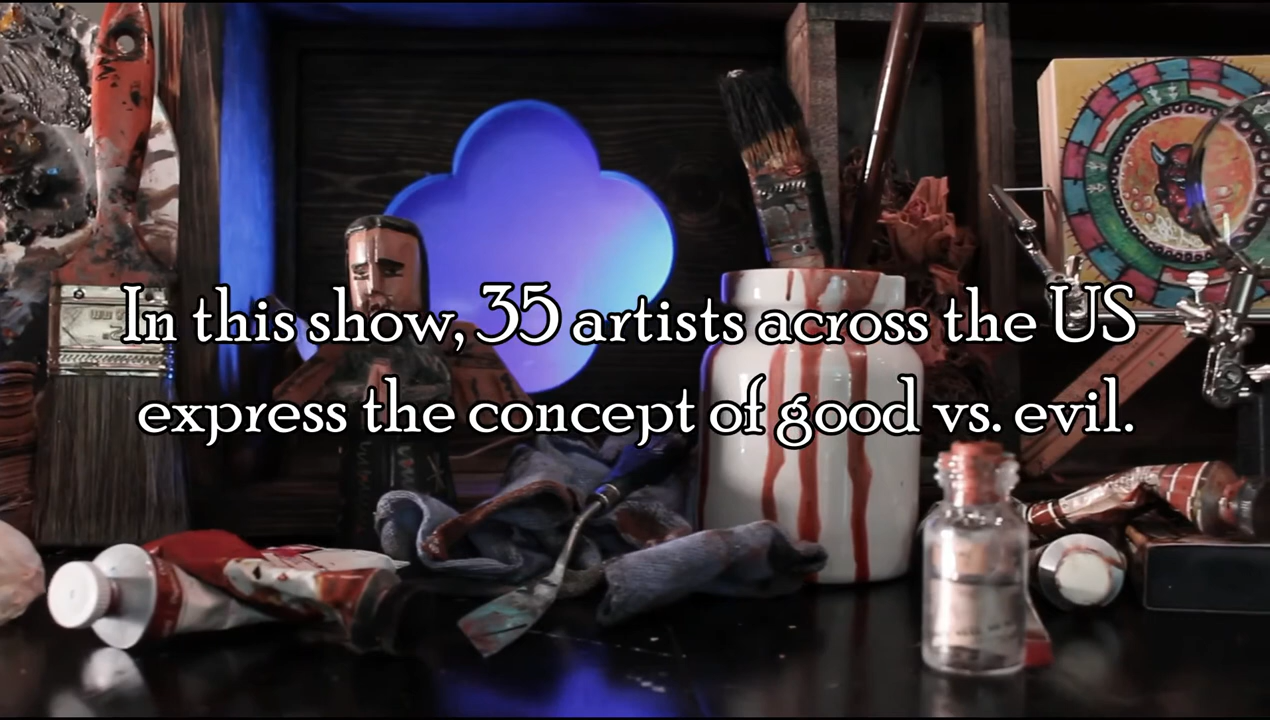 In this show, 35 artists across the US
express the concept of good vs. evil.